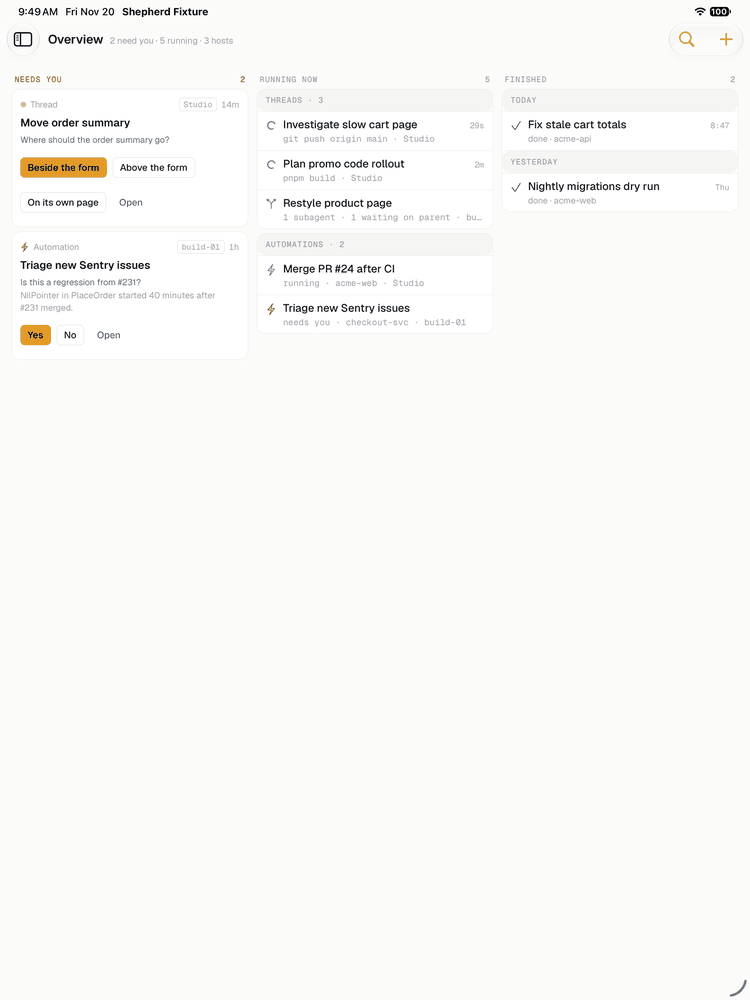 9:49 AM Fri Nov 20 Shepherd Fixture
100
Overview 2 need you · 5 running · 3 hosts
NEEDS YOU 2
Thread Studio 14m
Move order summary
Where should the order summary go?
Beside the form Above the form
On its own page Open
Automation build-01 1h
Triage new Sentry issues
Is this a regression from #231?
NilPointer in PlaceOrder started 40 minutes after
#231 merged.
Yes No Open
RUNNING NOW 5
THREADS · 3
Investigate slow cart page 29s
git push origin main · Studio
Plan promo code rollout 2m
pnpm build · Studio
Restyle product page
1 subagent · 1 waiting on parent · bu…
AUTOMATIONS · 2
Merge PR #24 after CI
running · acme-web · Studio
Triage new Sentry issues
needs you · checkout-svc · build-01
FINISHED 2
TODAY
Fix stale cart totals 8:47
done · acme-api
YESTERDAY
Nightly migrations dry run Thu
done · acme-web